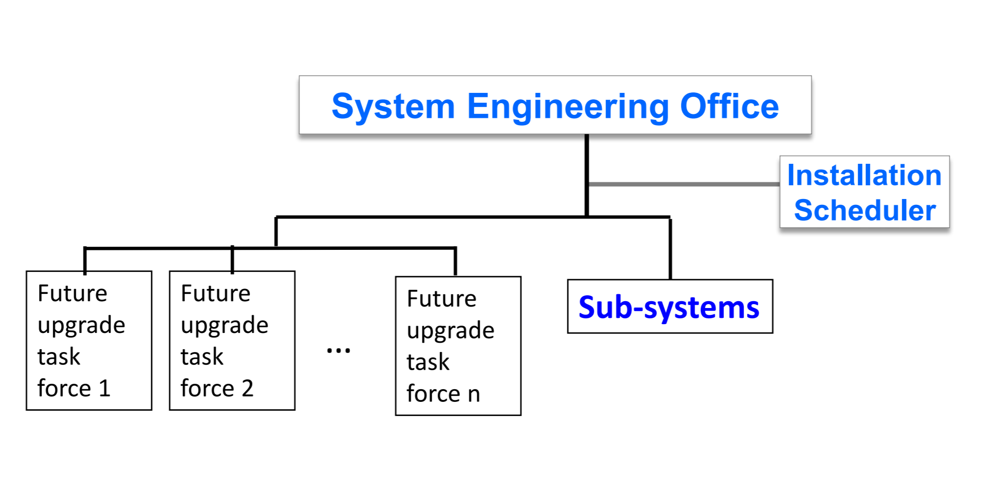 System Engineering Office
Installation
Scheduler
Future
upgrade
task
force 1
Future
upgrade
task
force 2
...
Future
upgrade
task
force n
Sub-systems